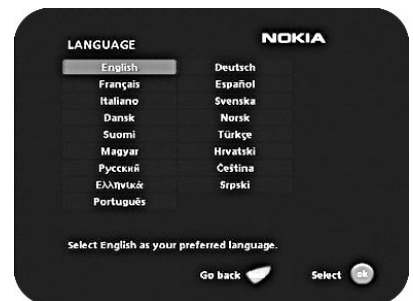 LANGUAGE
NOKIA
English Deutsch
Français Español
Italiano Svenska
Dansk Norsk
Suomi Türkçe
Magyar Hrvatski
Русский Čeština
Ελληνικά Srpski
Português
Select English as your preferred language.
Go back Select ok